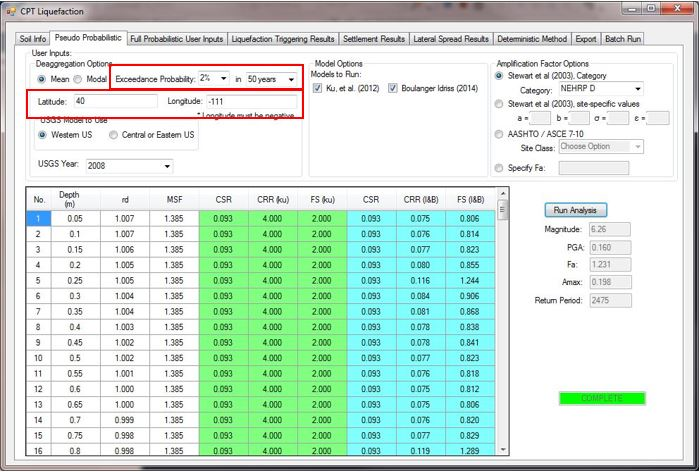 CPT Liquefaction
Soil Info Pseudo Probabilistic Full Probabilistic User Inputs Liquefaction Triggering Results Settlement Results Lateral Spread Results Deterministic Method Export Batch Run
User Inputs:
Deaggregation Options
Mean Modal Exceedance Probability: 2% in 50 years
Latitude: 40 Longitude: -111
* Longitude must be negative
USGS Model to Use
Western US Central or Eastern US
USGS Year: 2008
Model Options
Models to Run:
Ku, et al. (2012) Boulanger Idriss (2014)
Amplification Factor Options
Stewart et al (2003), Category
Category: NEHRP D
Stewart et al (2003), site-specific values
a = b = σ = ε =
AASHTO / ASCE 7-10
Site Class: Choose Option
Specify Fa:
No. Depth (m) rd MSF CSR CRR (ku) FS (ku) CSR CRR (I&B) FS (I&B)
1 0.05 1.007 1.385 0.093 4.000 2.000 0.093 0.075 0.806
2 0.1 1.007 1.385 0.093 4.000 2.000 0.093 0.076 0.814
3 0.15 1.006 1.385 0.093 4.000 2.000 0.093 0.077 0.823
4 0.2 1.005 1.385 0.093 4.000 2.000 0.093 0.080 0.855
5 0.25 1.005 1.385 0.093 4.000 2.000 0.093 0.116 1.244
6 0.3 1.004 1.385 0.093 4.000 2.000 0.093 0.084 0.906
7 0.35 1.004 1.385 0.093 4.000 2.000 0.093 0.081 0.868
8 0.4 1.003 1.385 0.093 4.000 2.000 0.093 0.078 0.838
9 0.45 1.002 1.385 0.093 4.000 2.000 0.093 0.078 0.841
10 0.5 1.002 1.385 0.093 4.000 2.000 0.093 0.077 0.823
11 0.55 1.001 1.385 0.093 4.000 2.000 0.093 0.076 0.818
12 0.6 1.000 1.385 0.093 4.000 2.000 0.093 0.075 0.812
13 0.65 1.000 1.385 0.093 4.000 2.000 0.093 0.075 0.806
14 0.7 0.999 1.385 0.093 4.000 2.000 0.093 0.076 0.820
15 0.75 0.998 1.385 0.093 4.000 2.000 0.093 0.077 0.829
16 0.8 0.998 1.385 0.093 4.000 2.000 0.093 0.119 1.289
Run Analysis
Magnitude: 6.26
PGA: 0.160
Fa: 1.231
Amax: 0.198
Return Period: 2475
COMPLETE